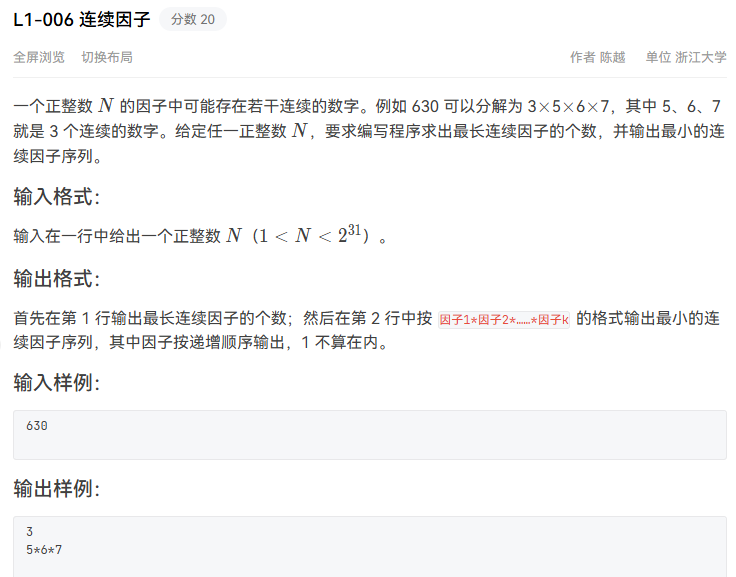 L1-006 连续因子 分数 20
全屏浏览 切换布局 作者 陈越 单位 浙江大学
一个正整数 N 的因子中可能存在若干连续的数字。例如 630 可以分解为 3×5×6×7，其中 5、6、7
就是 3 个连续的数字。给定任一正整数 N，要求编写程序求出最长连续因子的个数，并输出最小的连
续因子序列。
输入格式：
输入在一行中给出一个正整数 N（1 < N < 2³¹）。
输出格式：
首先在第 1 行输出最长连续因子的个数；然后在第 2 行中按 因子1*因子2*……*因子k 的格式输出最小的连
续因子序列，其中因子按递增顺序输出，1 不算在内。
输入样例：
630
输出样例：
3
5*6*7